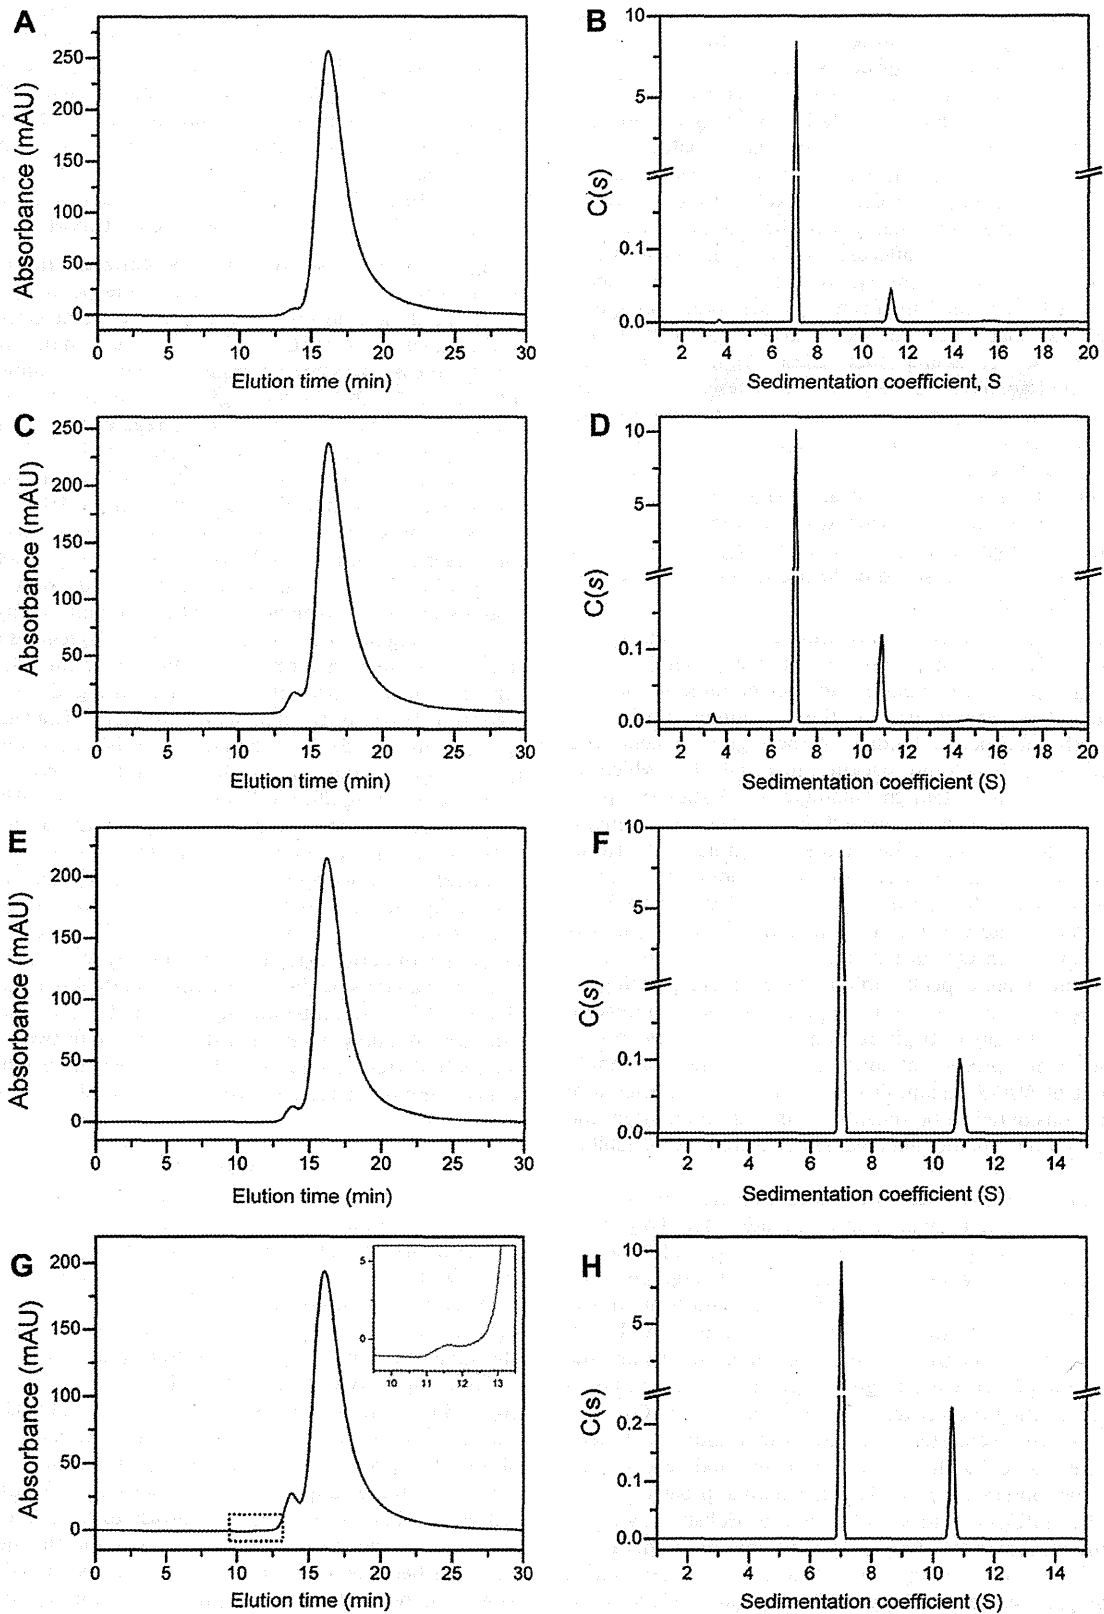 A
Absorbance (mAU)
250
200
150
100
50
0
0 5 10 15 20 25 30
Elution time (min)
B
C(s)
10
5
0.1
0.0
2 4 6 8 10 12 14 16 18 20
Sedimentation coefficient, S
C
Absorbance (mAU)
250
200
150
100
50
0
0 5 10 15 20 25 30
Elution time (min)
D
C(s)
10
5
0.1
0.0
2 4 6 8 10 12 14 16 18 20
Sedimentation coefficient (S)
E
Absorbance (mAU)
200
150
100
50
0
0 5 10 15 20 25 30
Elution time (min)
F
C(s)
10
5
0.1
0.0
2 4 6 8 10 12 14
Sedimentation coefficient (S)
G
Absorbance (mAU)
200
150
100
50
0
0 5 10 15 20 25 30
Elution time (min)
5
0
10 11 12 13
H
C(s)
10
5
0.2
0.1
0.0
2 4 6 8 10 12 14
Sedimentation coefficient (S)